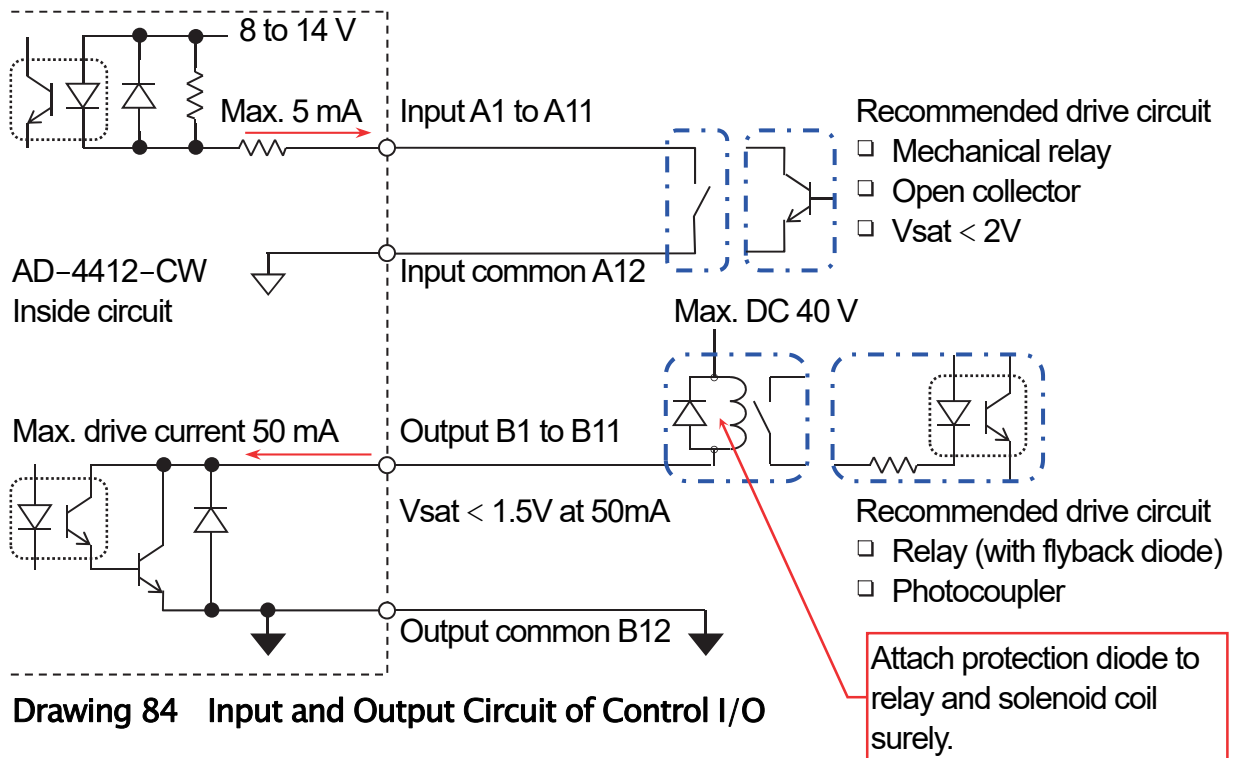 8 to 14 V
Max. 5 mA
Input A1 to A11
Input common A12
AD-4412-CW
Inside circuit
Recommended drive circuit
❑ Mechanical relay
❑ Open collector
❑ Vsat < 2V
Max. DC 40 V
Max. drive current 50 mA
Output B1 to B11
Vsat < 1.5V at 50mA
Output common B12
Recommended drive circuit
❑ Relay (with flyback diode)
❑ Photocoupler
Attach protection diode to
relay and solenoid coil
surely.
Drawing 84 Input and Output Circuit of Control I/O